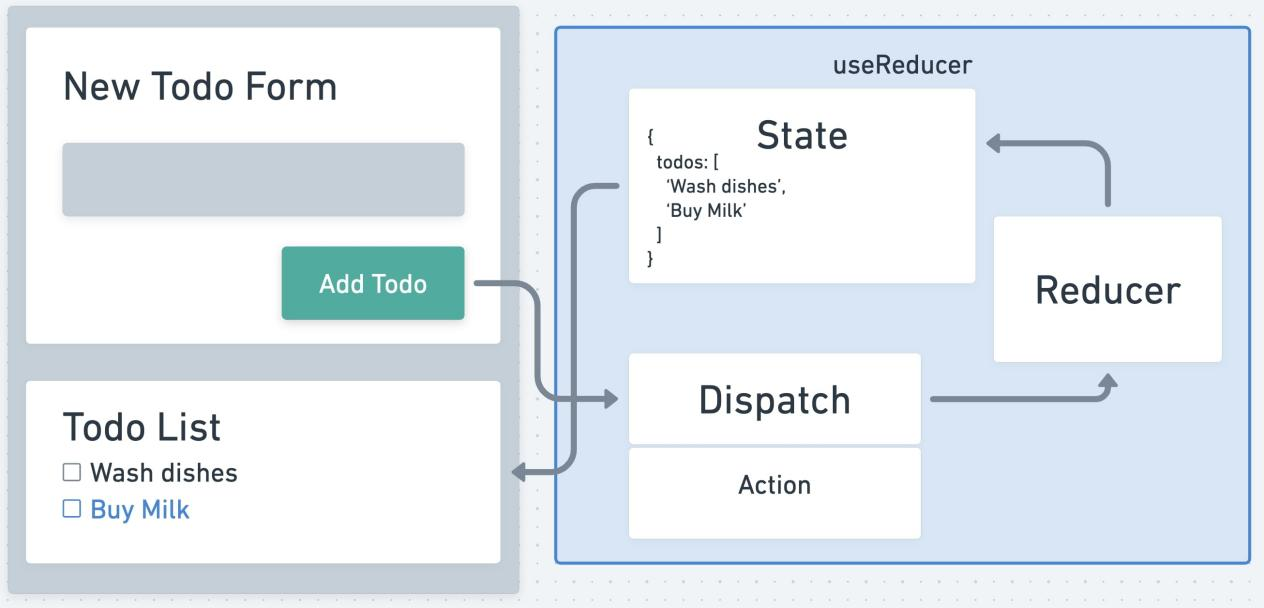 New Todo Form
Add Todo
Todo List
Wash dishes
Buy Milk
useReducer
State
{
todos: [
‘Wash dishes’,
‘Buy Milk’
]
}
Reducer
Dispatch
Action